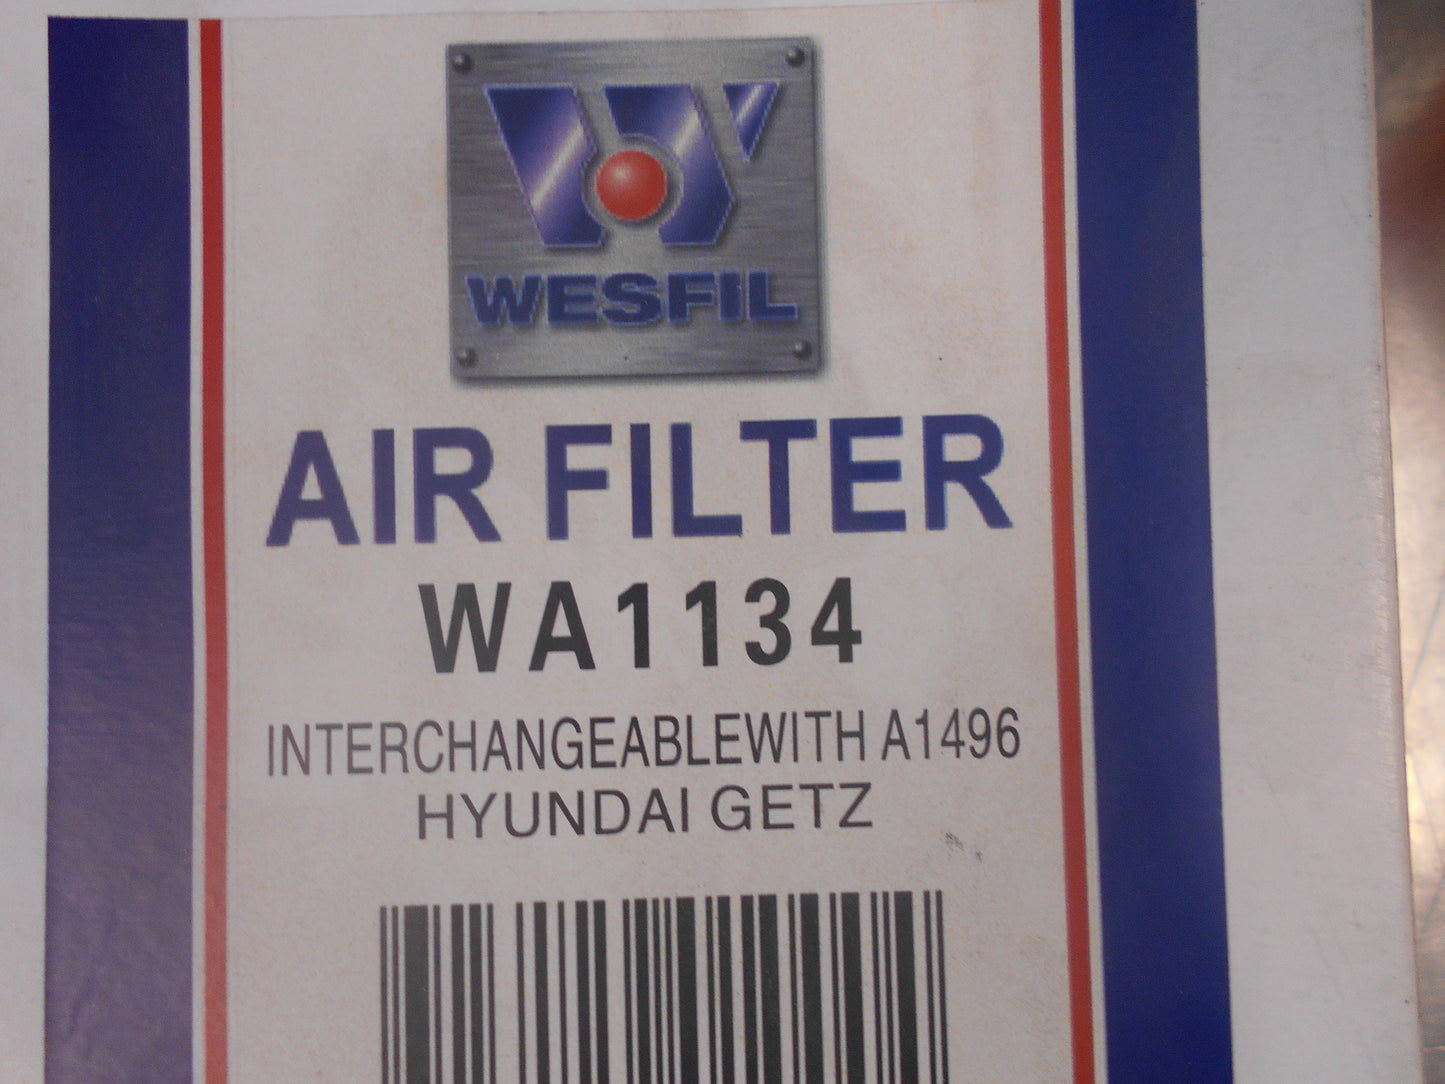 WESFIL
AIR FILTER
WA1134
INTERCHANGEABLEWITH A1496
HYUNDAI GETZ